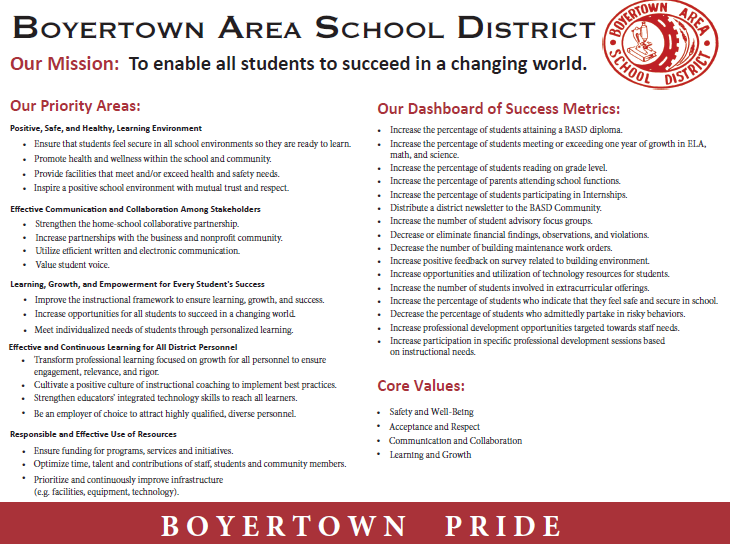 BOYERTOWN AREA SCHOOL DISTRICT
BOYERTOWN AREA
SCHOOL DISTRICT
Our Mission: To enable all students to succeed in a changing world.
Our Priority Areas:
Positive, Safe, and Healthy, Learning Environment
• Ensure that students feel secure in all school environments so they are ready to learn.
• Promote health and wellness within the school and community.
• Provide facilities that meet and/or exceed health and safety needs.
• Inspire a positive school environment with mutual trust and respect.
Effective Communication and Collaboration Among Stakeholders
• Strengthen the home-school collaborative partnership.
• Increase partnerships with the business and nonprofit community.
• Utilize efficient written and electronic communication.
• Value student voice.
Learning, Growth, and Empowerment for Every Student's Success
• Improve the instructional framework to ensure learning, growth, and success.
• Increase opportunities for all students to succeed in a changing world.
• Meet individualized needs of students through personalized learning.
Effective and Continuous Learning for All District Personnel
• Transform professional learning focused on growth for all personnel to ensure
engagement, relevance, and rigor.
• Cultivate a positive culture of instructional coaching to implement best practices.
• Strengthen educators' integrated technology skills to reach all learners.
• Be an employer of choice to attract highly qualified, diverse personnel.
Responsible and Effective Use of Resources
• Ensure funding for programs, services and initiatives.
• Optimize time, talent and contributions of staff, students and community members.
• Prioritize and continuously improve infrastructure
(e.g. facilities, equipment, technology).
Our Dashboard of Success Metrics:
• Increase the percentage of students attaining a BASD diploma.
• Increase the percentage of students meeting or exceeding one year of growth in ELA,
math, and science.
• Increase the percentage of students reading on grade level.
• Increase the percentage of parents attending school functions.
• Increase the percentage of students participating in Internships.
• Distribute a district newsletter to the BASD Community.
• Increase the number of student advisory focus groups.
• Decrease or eliminate financial findings, observations, and violations.
• Decrease the number of building maintenance work orders.
• Increase positive feedback on survey related to building environment.
• Increase opportunities and utilization of technology resources for students.
• Increase the number of students involved in extracurricular offerings.
• Increase the percentage of students who indicate that they feel safe and secure in school.
• Decrease the percentage of students who admittedly partake in risky behaviors.
• Increase professional development opportunities targeted towards staff needs.
• Increase participation in specific professional development sessions based
on instructional needs.
Core Values:
• Safety and Well-Being
• Acceptance and Respect
• Communication and Collaboration
• Learning and Growth
BOYERTOWN PRIDE